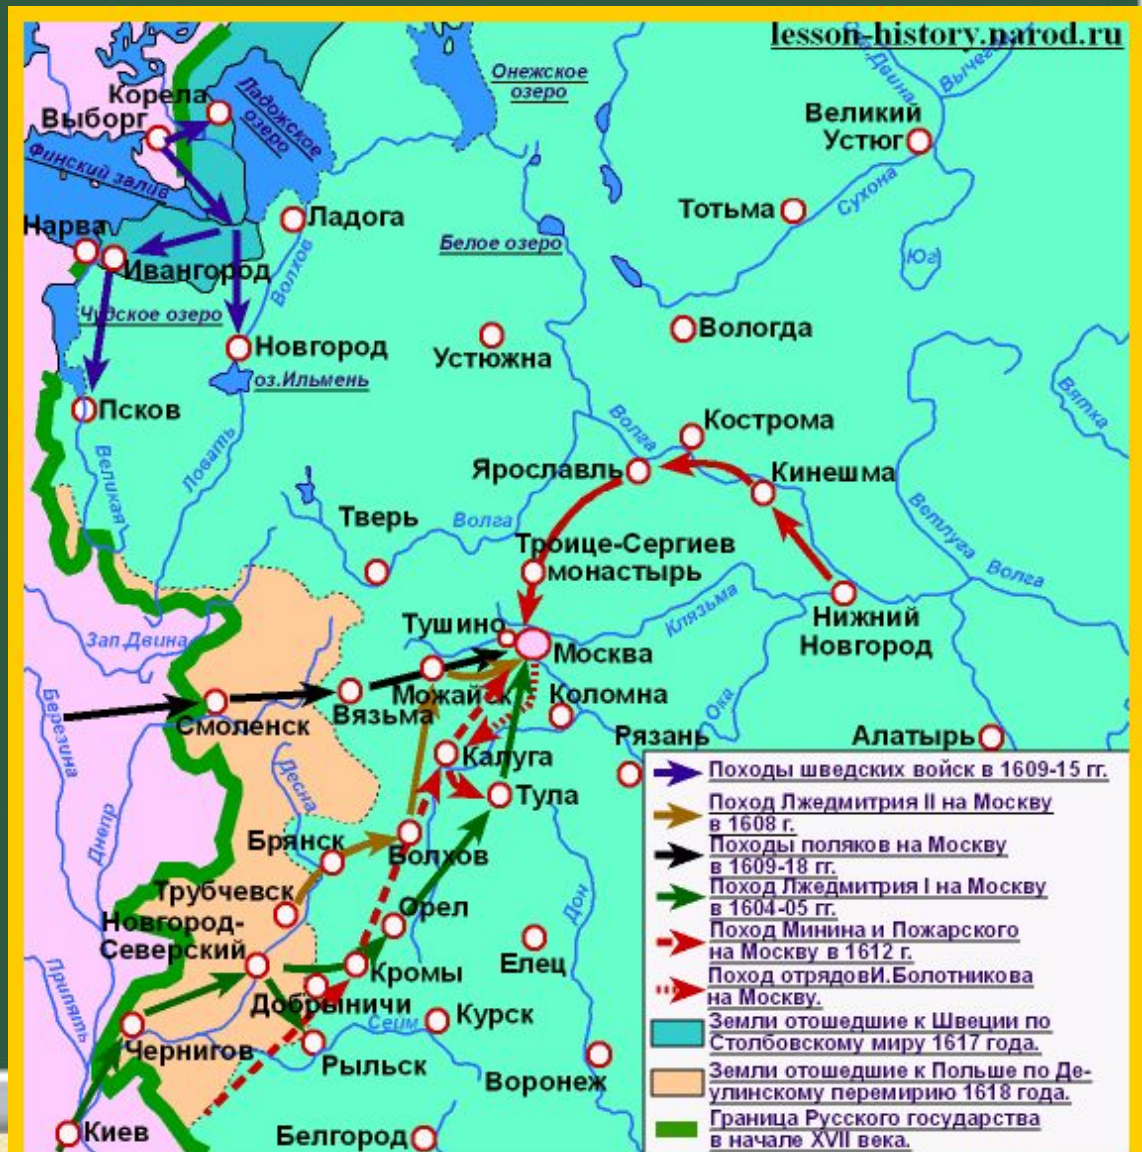 lesson-history.narod.ru
Онежское
озеро
Вычегда
Корела
Выборг
Ладожское
озеро
Великий
Устюг
Финский залив
Сухона
Тотьма
Нарва
Ладога
Белое озеро
Юг
Ивангород
Волхов
Чудское озеро
Вологда
Новгород
Устюжна
оз.Ильмень
Вятка
Псков
Волга
Кострома
Великая
Ловать
Ярославль
Кинешма
Ветлуга
Тверь
Волга
Троице-Сергиев
монастырь
Волга
Клязьма
Нижний
Новгород
Зап.Двина
Тушино
Москва
Березина
Можайск
Коломна
Ока
Смоленск
Вязьма
Рязань
Алатырь
Калуга
Десна
Тула
Днепр
Брянск
Болхов
Трубчевск
Новгород-
Северский
Орел
Дон
Елец
Кромы
Припять
Добрыничи
Сейм
Курск
Чернигов
Рыльск
Воронеж
Киев
Белгород
Походы шведских войск в 1609-15 гг.
Поход Лжедмитрия II на Москву
в 1608 г.
Походы поляков на Москву
в 1609-18 гг.
Поход Лжедмитрия I на Москву
в 1604-05 гг.
Поход Минина и Пожарского
на Москву в 1612 г.
Поход отрядовИ.Болотникова
на Москву.
Земли отошедшие к Швеции по
Столбовскому миру 1617 года.
Земли отошедшие к Польше по Де-
улинскому перемирию 1618 года.
Граница Русского государства
в начале XVII века.